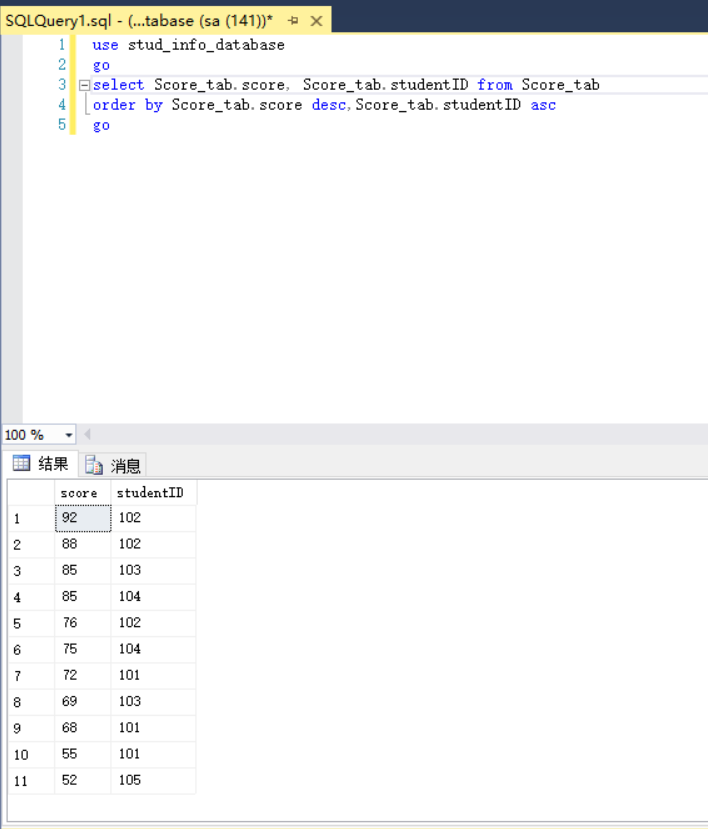 SQLQuery1.sql - (...tabase (sa (141))*
1 use stud_info_database
2 go
3 select Score_tab.score, Score_tab.studentID from Score_tab
4 order by Score_tab.score desc,Score_tab.studentID asc
5 go
100 %
结果 消息
score studentID
1 92 102
2 88 102
3 85 103
4 85 104
5 76 102
6 75 104
7 72 101
8 69 103
9 68 101
10 55 101
11 52 105